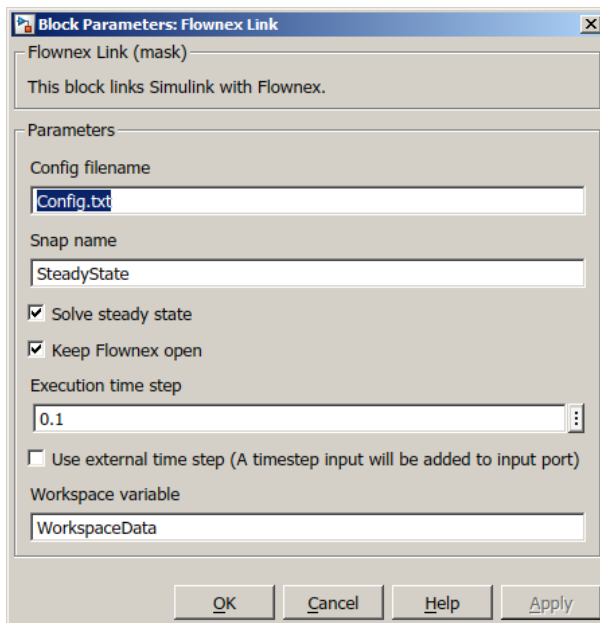 Block Parameters: Flownex Link
Flownex Link (mask)
This block links Simulink with Flownex.
Parameters
Config filename
Config.txt
Snap name
SteadyState
Solve steady state
Keep Flownex open
Execution time step
0.1
Use external time step (A timestep input will be added to input port)
Workspace variable
WorkspaceData
OK Cancel Help Apply